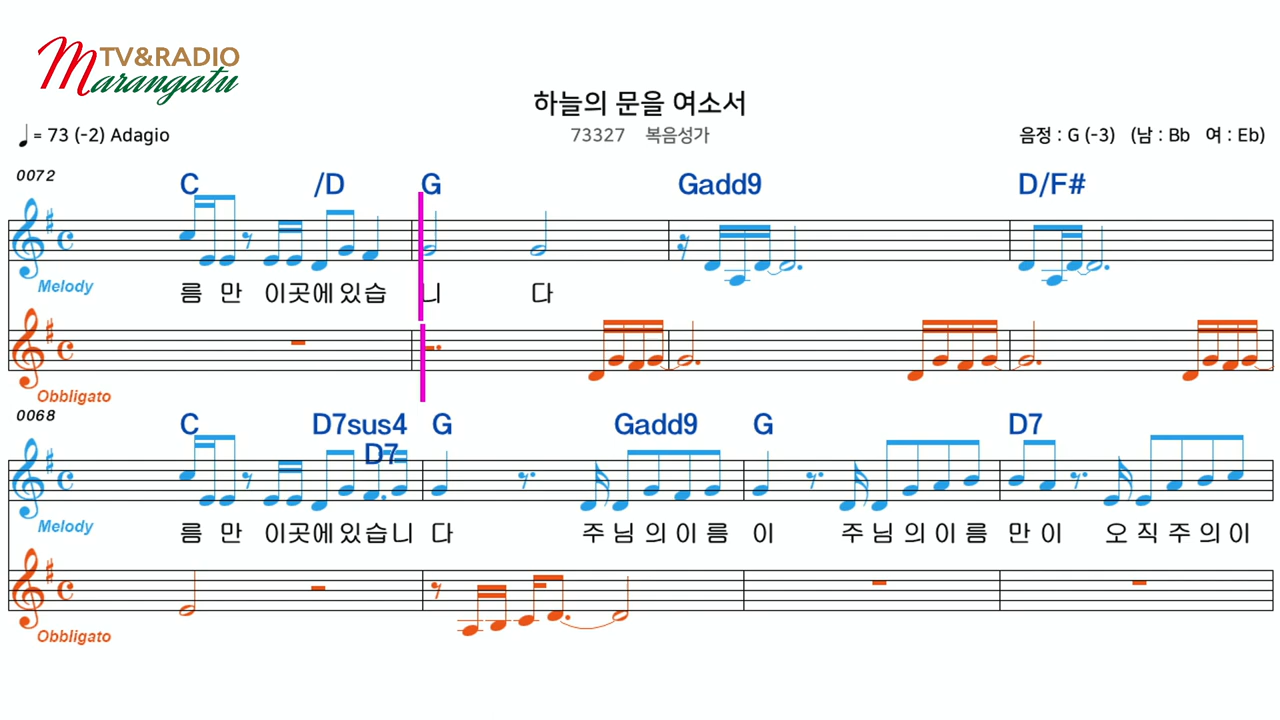 TV&RADIO
Marangatu
하늘의 문을 여소서
= 73 (-2) Adagio
73327 복음성가
음정 : G (-3) (남 : Bb 여 : Eb)
0072
C /D G Gadd9 D/F#
Melody
름 만 이곳에있습 니 다
Obbligato
0068
C D7sus4 G Gadd9 G D7
D7
Melody
름 만 이곳에있습니 다 주님의이름 이 주님의이름 만이 오직주의이
Obbligato